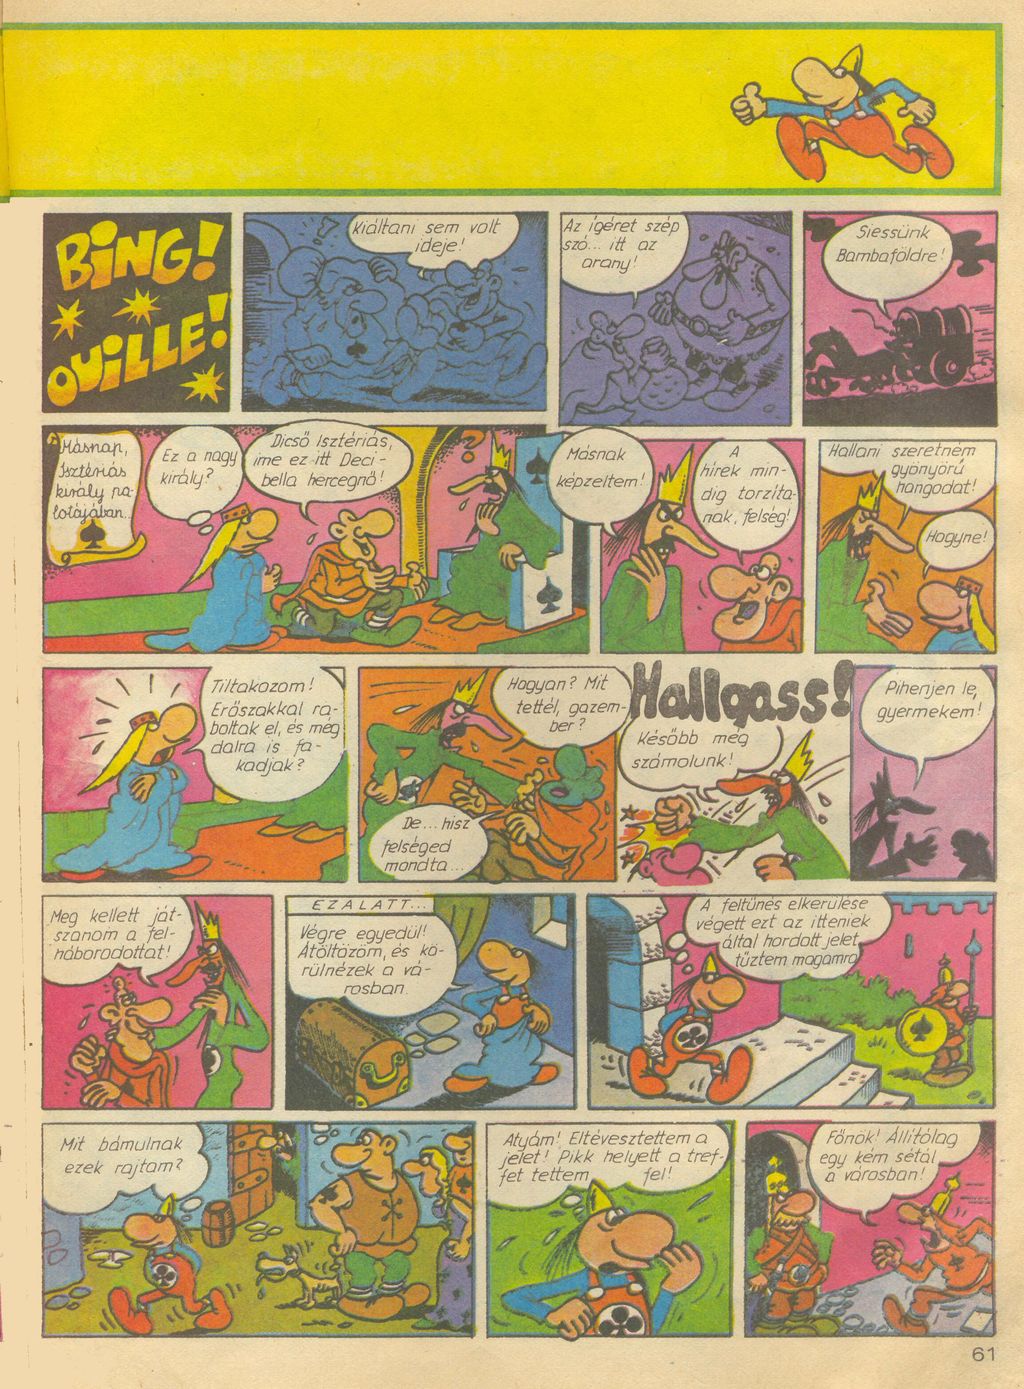 BING!
OUILLE!
Kiáltani sem volt
ideje!
Az ígéret szép
szó... itt az
arany!
Siessünk
Bambaföldre!
Másnap,
Isztériás
király pa-
lotájában...
Ez a nagy
király?
Dicső Isztériás,
íme ez itt Deci-
bella hercegnő!
?
Másnak
képzeltem!
A
hírek min-
dig torzíta-
nak, felség!
Hallani szeretném
gyönyörű
hangodat!
Hogyne!
Tiltakozom!
Erőszakkal ra-
boltak el, és még
dalra is fa-
kadjak?
Hogyan? Mit
tettél, gazem-
ber?
De... hisz
felséged
mondta...
Hallgass!
Később még
számolunk!
Pihenjen le,
gyermekem!
Meg kellett ját-
szanom a fel-
háborodottat!
EZALATT...
Végre egyedül!
Átöltözöm, és kö-
rülnézek a vá-
rosban.
A feltűnés elkerülése
végett ezt az itteniek
által hordott jelet
tűztem magamra
Mit bámulnak
ezek rajtam?
Atyám! Eltévesztettem a
jelet! Pikk helyett a tref-
fet tettem fel!
Főnök! Állítólag
egy kém sétál
a városban!
61